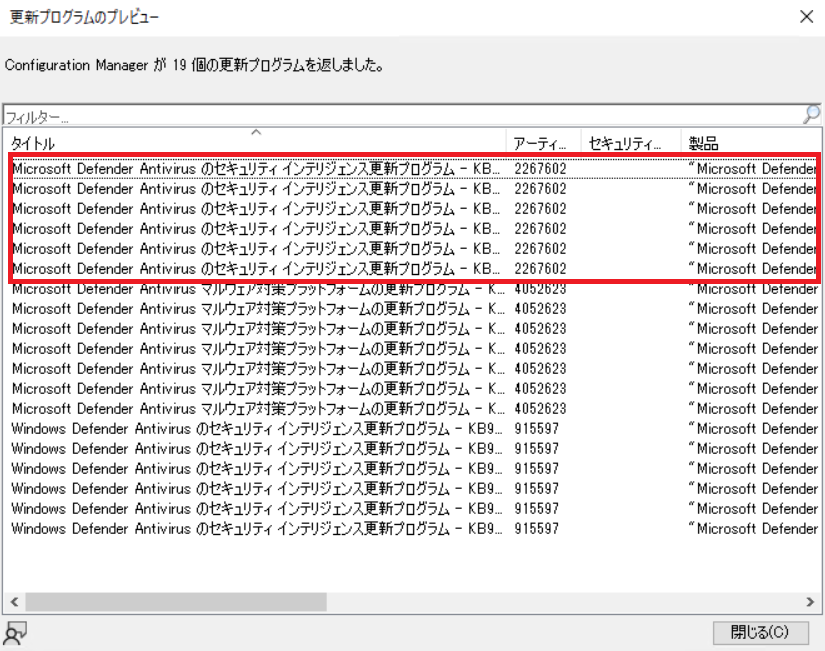 更新プログラムのプレビュー
Configuration Manager が 19 個の更新プログラムを返しました。
フィルター...
タイトル アーティ... セキュリティ... 製品
Microsoft Defender Antivirus のセキュリティ インテリジェンス更新プログラム - KB... 2267602 "Microsoft Defender
Microsoft Defender Antivirus のセキュリティ インテリジェンス更新プログラム - KB... 2267602 "Microsoft Defender
Microsoft Defender Antivirus のセキュリティ インテリジェンス更新プログラム - KB... 2267602 "Microsoft Defender
Microsoft Defender Antivirus のセキュリティ インテリジェンス更新プログラム - KB... 2267602 "Microsoft Defender
Microsoft Defender Antivirus のセキュリティ インテリジェンス更新プログラム - KB... 2267602 "Microsoft Defender
Microsoft Defender Antivirus のセキュリティ インテリジェンス更新プログラム - KB... 2267602 "Microsoft Defender
Microsoft Defender Antivirus マルウェア対策プラットフォームの更新プログラム - K... 4052623 "Microsoft Defender
Microsoft Defender Antivirus マルウェア対策プラットフォームの更新プログラム - K... 4052623 "Microsoft Defender
Microsoft Defender Antivirus マルウェア対策プラットフォームの更新プログラム - K... 4052623 "Microsoft Defender
Microsoft Defender Antivirus マルウェア対策プラットフォームの更新プログラム - K... 4052623 "Microsoft Defender
Microsoft Defender Antivirus マルウェア対策プラットフォームの更新プログラム - K... 4052623 "Microsoft Defender
Microsoft Defender Antivirus マルウェア対策プラットフォームの更新プログラム - K... 4052623 "Microsoft Defender
Microsoft Defender Antivirus マルウェア対策プラットフォームの更新プログラム - K... 4052623 "Microsoft Defender
Windows Defender Antivirus のセキュリティ インテリジェンス更新プログラム - KB9... 915597 "Microsoft Defender
Windows Defender Antivirus のセキュリティ インテリジェンス更新プログラム - KB9... 915597 "Microsoft Defender
Windows Defender Antivirus のセキュリティ インテリジェンス更新プログラム - KB9... 915597 "Microsoft Defender
Windows Defender Antivirus のセキュリティ インテリジェンス更新プログラム - KB9... 915597 "Microsoft Defender
Windows Defender Antivirus のセキュリティ インテリジェンス更新プログラム - KB9... 915597 "Microsoft Defender
Windows Defender Antivirus のセキュリティ インテリジェンス更新プログラム - KB9... 915597 "Microsoft Defender
閉じる(C)